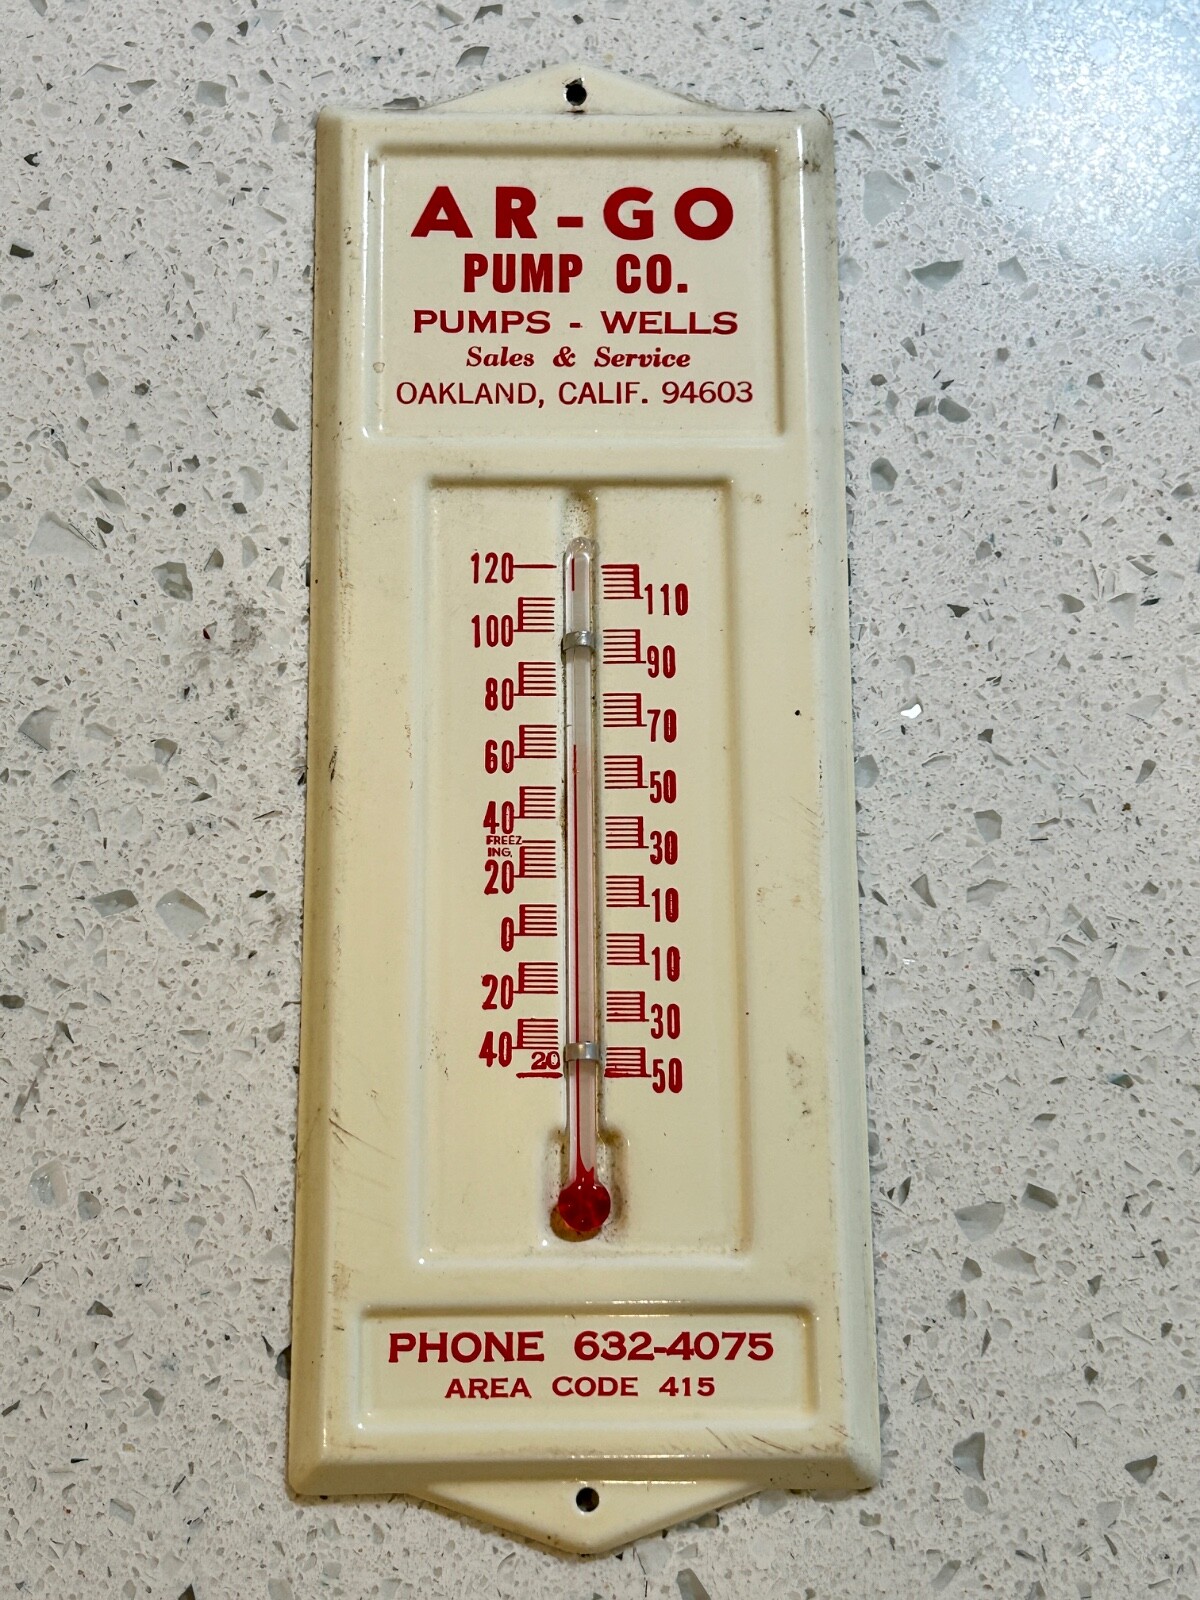 AR-GO
PUMP CO.
PUMPS - WELLS
Sales & Service
OAKLAND, CALIF. 94603
120
110
100
90
80
70
60
50
40
FREEZ
ING.
30
20
10
0
10
20
30
40
20
50
PHONE 632-4075
AREA CODE 415